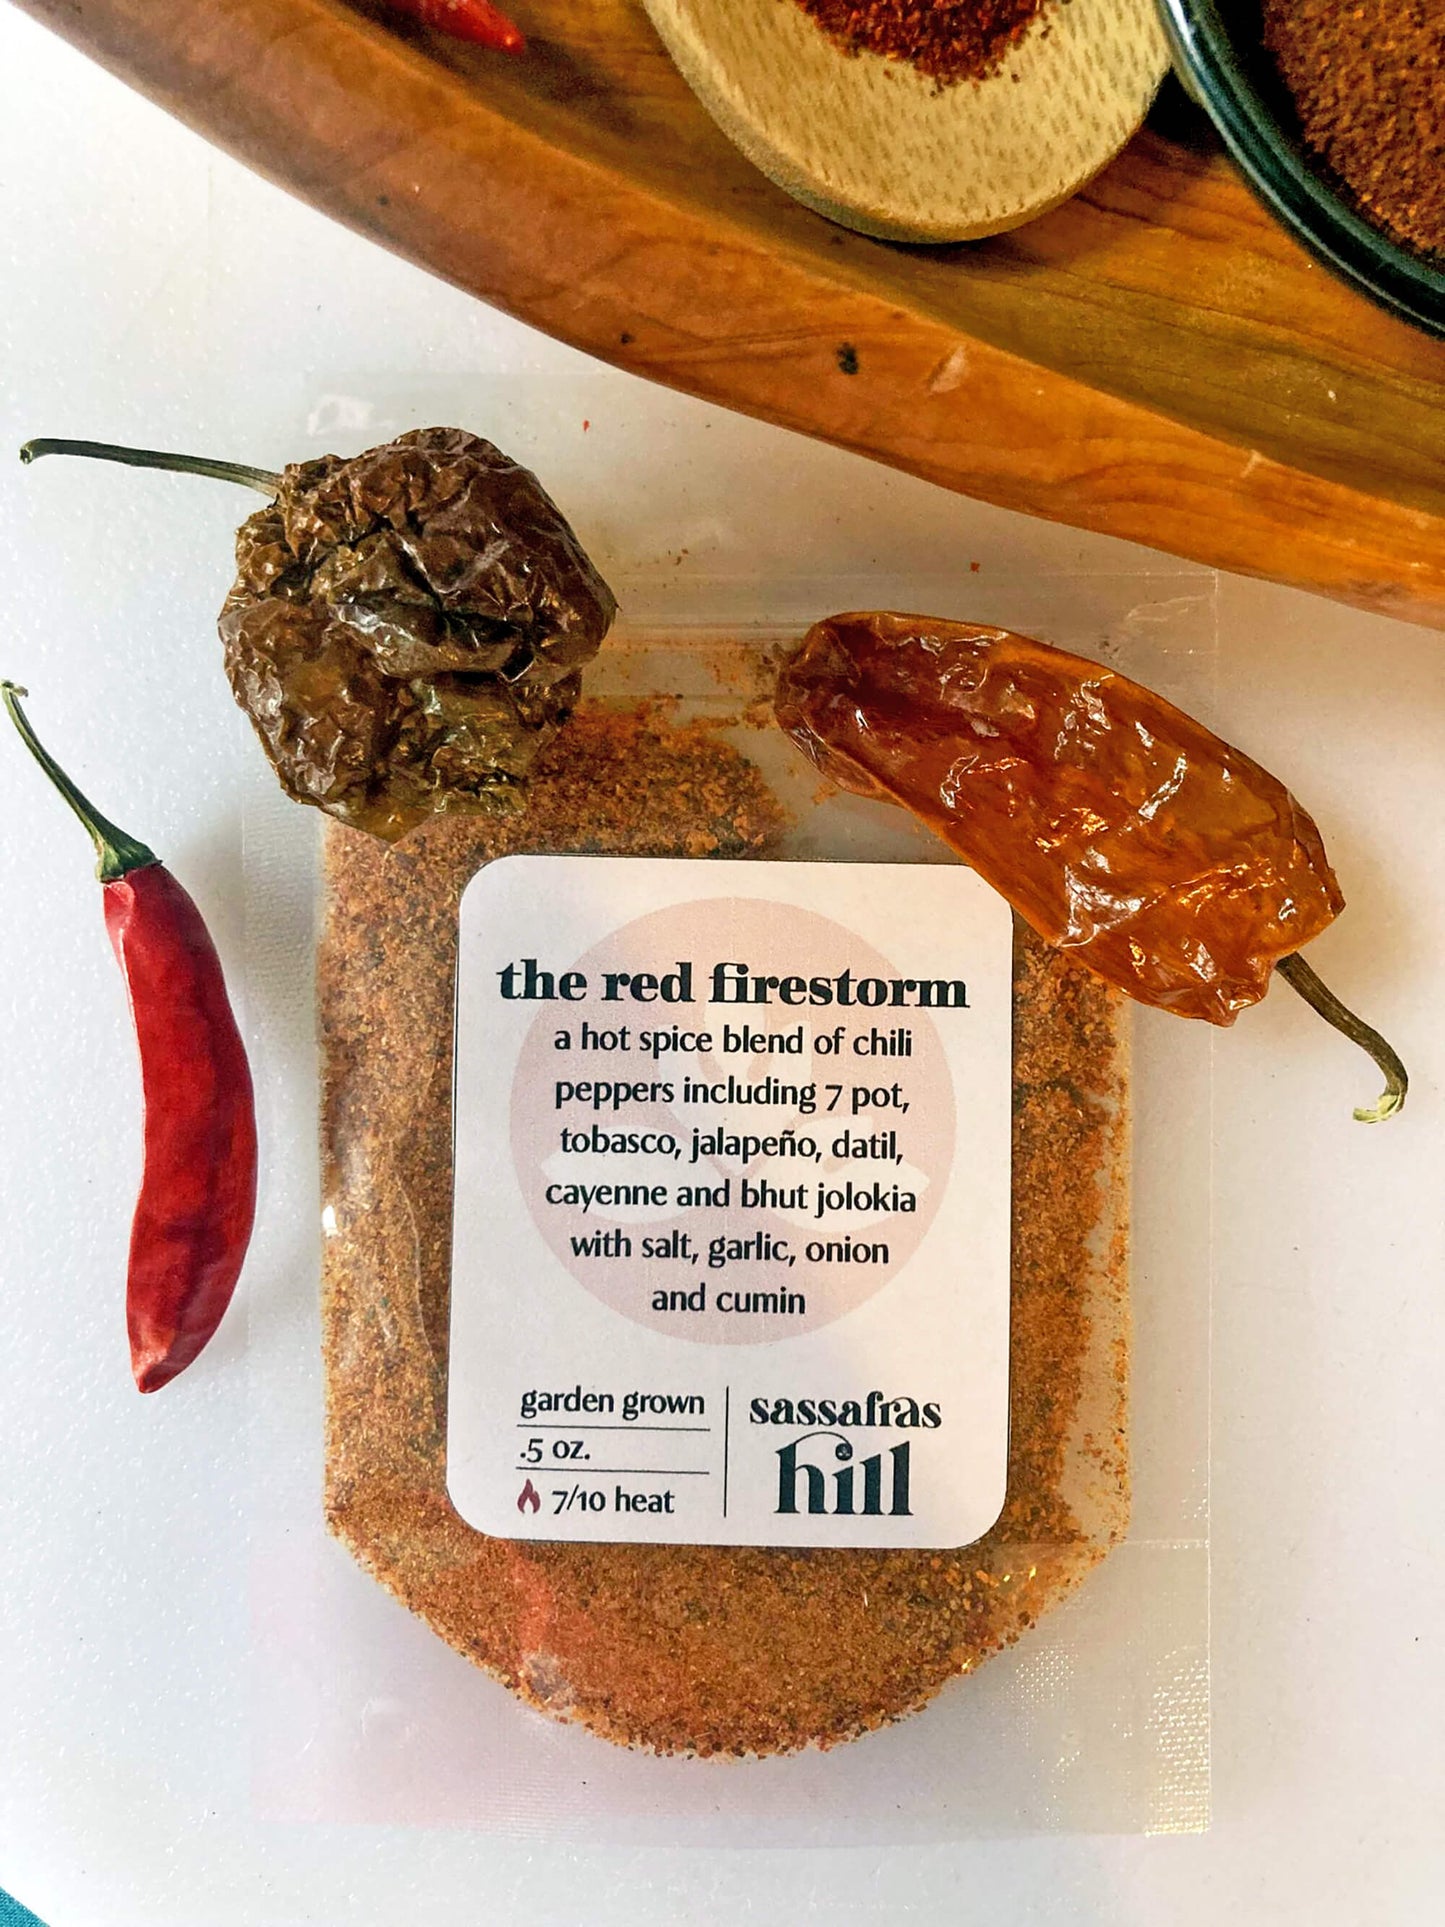 the red firestorm
a hot spice blend of chili
peppers including 7 pot,
tobasco, jalapeño, datil,
cayenne and bhut jolokia
with salt, garlic, onion
and cumin
garden grown
.5 oz.
7/10 heat
sassafras
hill